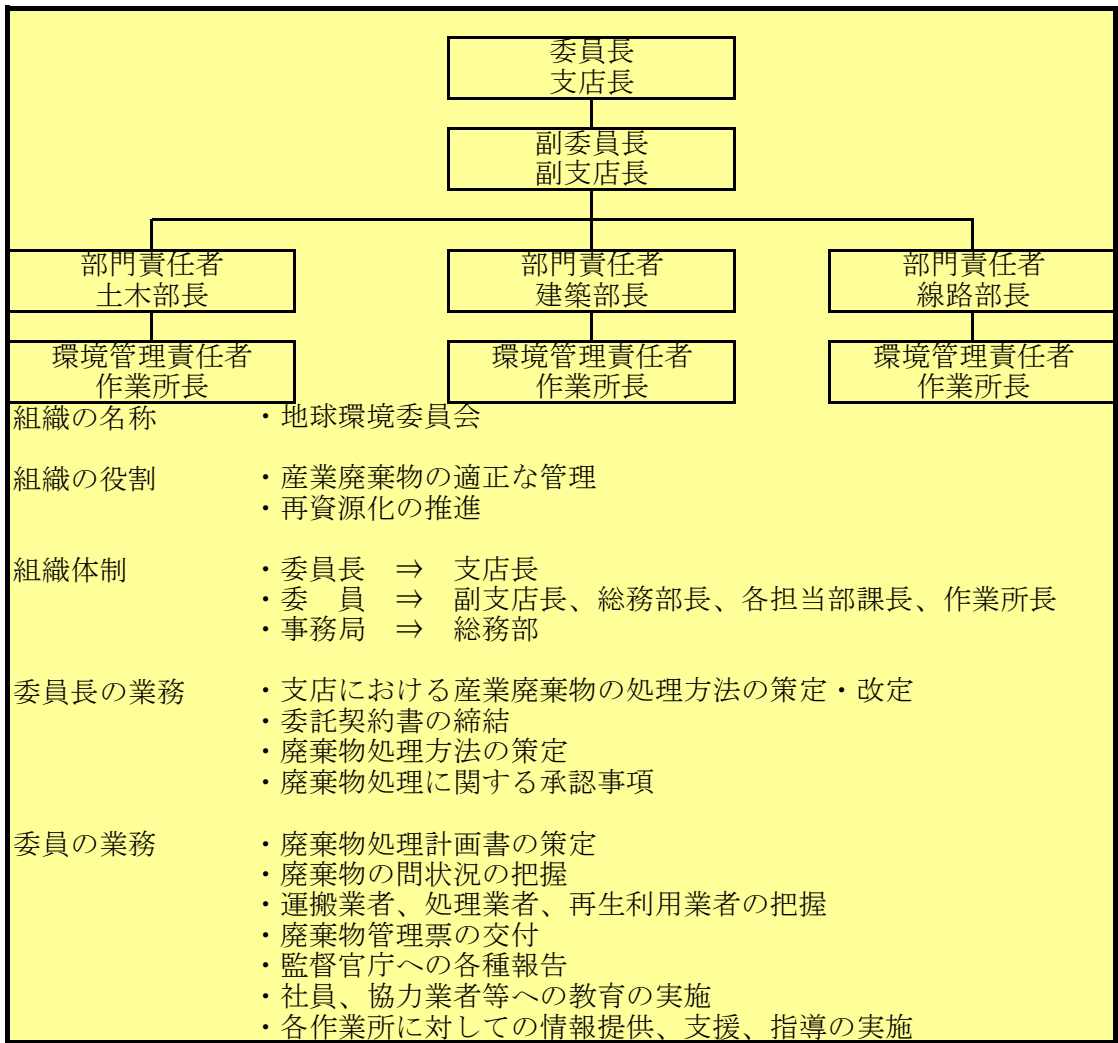 委員長
支店長
副委員長
副支店長
部門責任者 部門責任者 部門責任者
土木部長 建築部長 線路部長
環境管理責任者 環境管理責任者 環境管理責任者
作業所長 作業所長 作業所長
組織の名称 ・地球環境委員会
組織の役割 ・産業廃棄物の適正な管理
・再資源化の推進
組織体制 ・委員長 ⇒ 支店長
・委　員 ⇒ 副支店長、総務部長、各担当部課長、作業所長
・事務局 ⇒ 総務部
委員長の業務 ・支店における産業廃棄物の処理方法の策定・改定
・委託契約書の締結
・廃棄物処理方法の策定
・廃棄物処理に関する承認事項
委員の業務 ・廃棄物処理計画書の策定
・廃棄物の問状況の把握
・運搬業者、処理業者、再生利用業者の把握
・廃棄物管理票の交付
・監督官庁への各種報告
・社員、協力業者等への教育の実施
・各作業所に対しての情報提供、支援、指導の実施